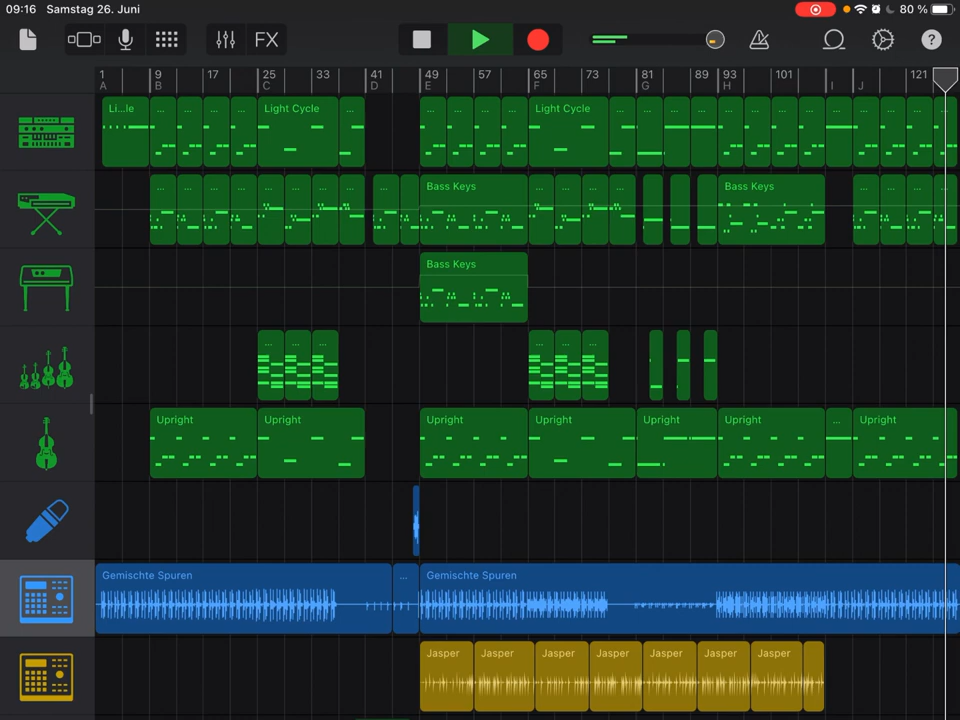 09:16 Samstag 26. Juni
80 %
FX
?
1 9 17 25 33 41 49 57 65 73 81 89 93 101 121
A B C D E F G H I J
Li...le ... ... ... ... Light Cycle ... ... ... ... ... Light Cycle ... ... ... ... ... ... ... ... ... ... ... ... ...
... ... ... ... ... ... ... ... ... Bass Keys ... ... ... ... Bass Keys ... ... ... ...
Bass Keys
... ... ... ... ... ...
Upright Upright Upright Upright Upright Upright ... Upright
Gemischte Spuren ... Gemischte Spuren
Jasper Jasper Jasper Jasper Jasper Jasper Jasper